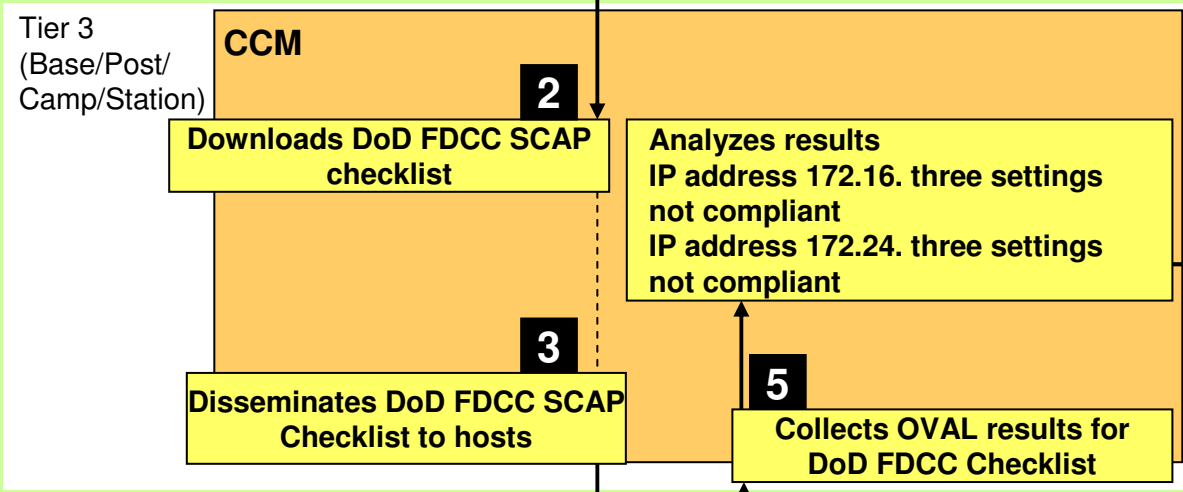 Tier 3
(Base/Post/
Camp/Station)
CCM
2
Downloads DoD FDCC SCAP
checklist
Analyzes results
IP address 172.16. three settings
not compliant
IP address 172.24. three settings
not compliant
3
Disseminates DoD FDCC SCAP
Checklist to hosts
5
Collects OVAL results for
DoD FDCC Checklist